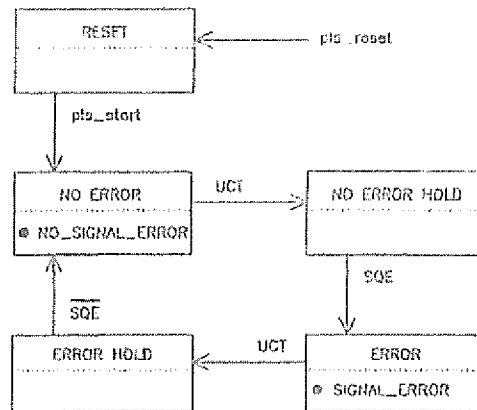 RESET
pls_reset
pls_start
NO ERROR
UCT
NO ERROR HOLD
● NO_SIGNAL_ERROR
SQE
SQE
ERROR HOLD
UCT
ERROR
● SIGNAL_ERROR